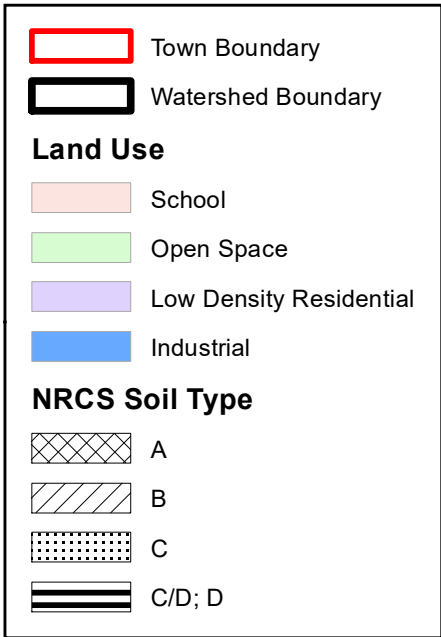 Town Boundary
Watershed Boundary
Land Use
School
Open Space
Low Density Residential
Industrial
NRCS Soil Type
A
B
C
C/D; D